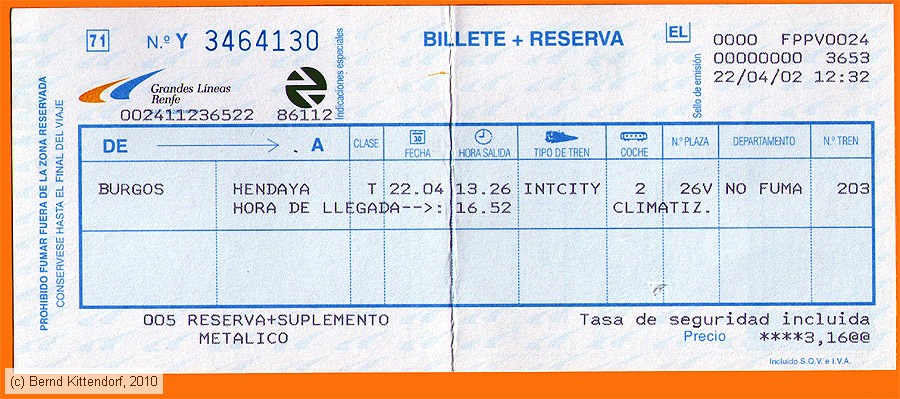 71 N.º Y 3464130
BILLETE + RESERVA
EL
0000 FPPV0024
00000000 3653
22/04/02 12:32
Sello de emisión
Indicaciones especiales
Grandes Líneas
Renfe
002411236522 86112
PROHIBIDO FUMAR FUERA DE LA ZONA RESERVADA
CONSERVESE HASTA EL FINAL DEL VIAJE
DE A CLASE FECHA HORA SALIDA TIPO DE TREN COCHE N.º PLAZA DEPARTAMENTO N.º TREN
30
BURGOS HENDAYA T 22.04 13.26 INTCITY 2 26V NO FUMA 203
HORA DE LLEGADA-->: 16.52 CLIMATIZ.
005 RESERVA+SUPLEMENTO Tasa de seguridad incluida
METALICO Precio ****3,16@@
Incluido S.O.V. e I.V.A.
(c) Bernd Kittendorf, 2010